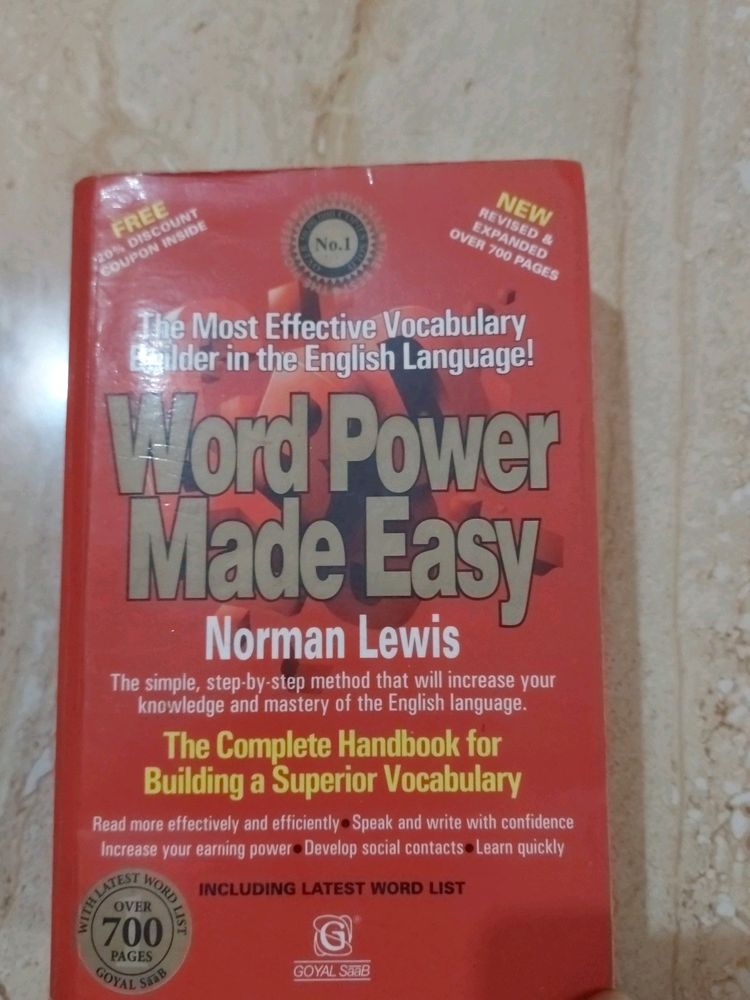 FREE
20% DISCOUNT
COUPON INSIDE
No.1
NEW
REVISED &
EXPANDED
OVER 700 PAGES
The Most Effective Vocabulary
Builder in the English Language!
Word Power
Made Easy
Norman Lewis
The simple, step-by-step method that will increase your
knowledge and mastery of the English language.
The Complete Handbook for
Building a Superior Vocabulary
Read more effectively and efficiently•Speak and write with confidence
Increase your earning power•Develop social contacts•Learn quickly
INCLUDING LATEST WORD LIST
WITH LATEST WORD LIST
OVER
700
PAGES
GOYAL SaaB
G
GOYAL SaaB